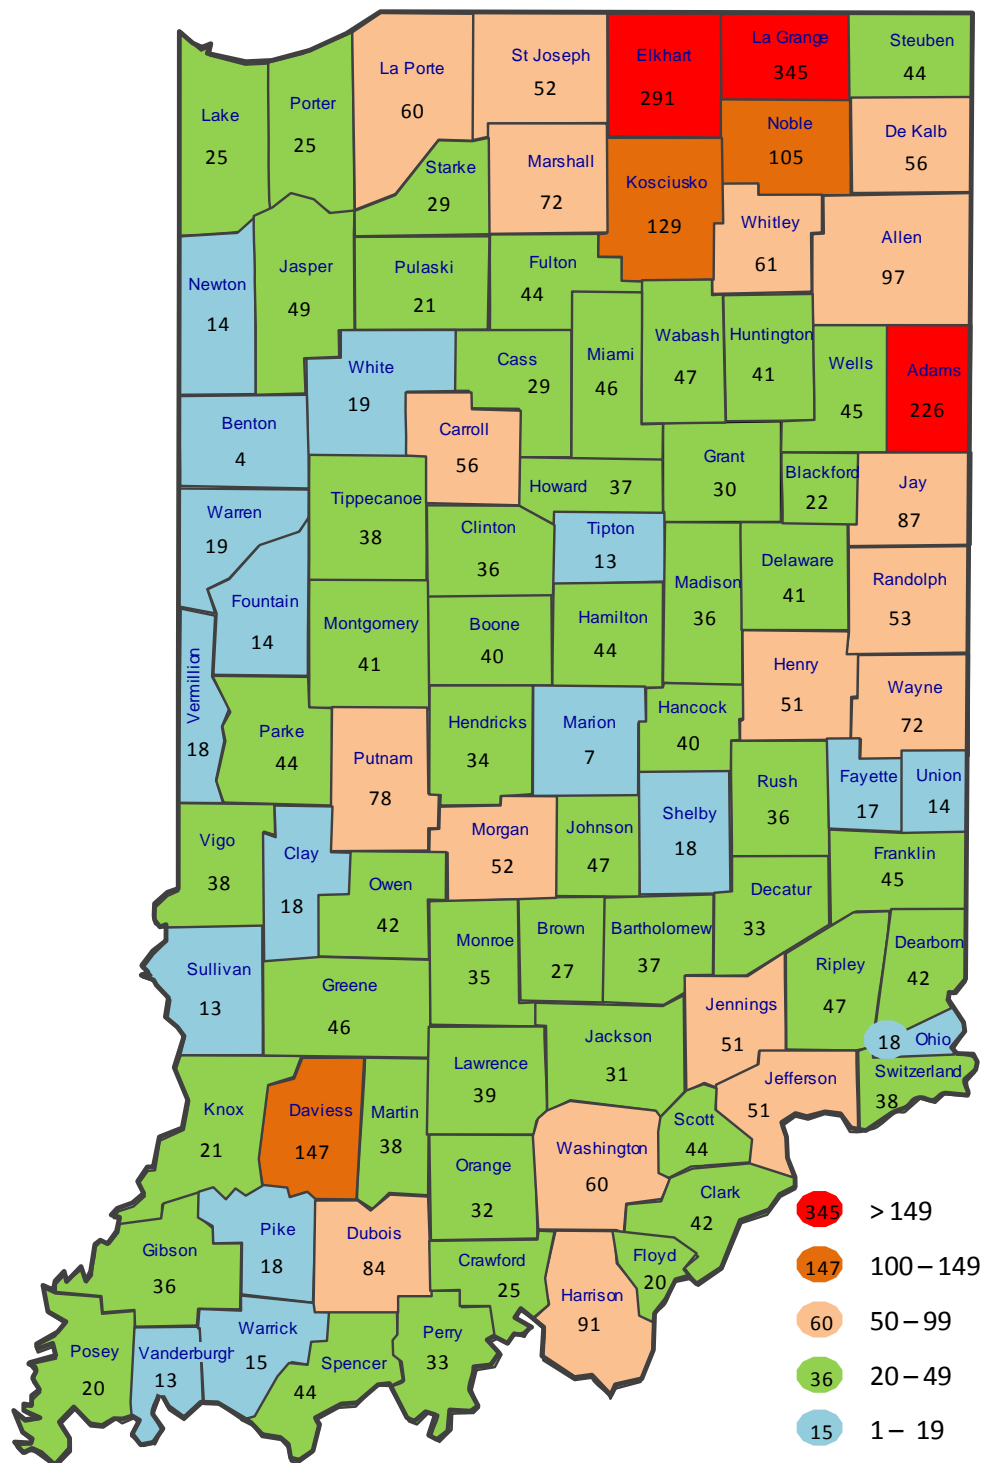 La Porte
60
St Joseph
52
Elkhart
291
La Grange
345
Steuben
44
Lake
25
Porter
25
Starke
29
Marshall
72
Kosciusko
129
Noble
105
De Kalb
56
Whitley
61
Allen
97
Newton
14
Jasper
49
Pulaski
21
Fulton
44
White
19
Cass
29
Miami
46
Wabash
47
Huntington
41
Wells
45
Adams
226
Benton
4
Carroll
56
Howard 37
Grant
30
Blackford
22
Jay
87
Warren
19
Tippecanoe
38
Clinton
36
Tipton
13
Madison
36
Delaware
41
Randolph
53
Fountain
14
Montgomery
41
Boone
40
Hamilton
44
Henry
51
Wayne
72
Vermillion
18
Parke
44
Putnam
78
Hendricks
34
Marion
7
Hancock
40
Rush
36
Fayette
17
Union
14
Vigo
38
Clay
18
Owen
42
Morgan
52
Johnson
47
Shelby
18
Decatur
33
Franklin
45
Sullivan
13
Greene
46
Monroe
35
Brown
27
Bartholomew
37
Jennings
51
Ripley
47
Dearborn
42
18 Ohio
Knox
21
Daviess
147
Martin
38
Lawrence
39
Jackson
31
Scott
44
Jefferson
51
Switzerland
38
Orange
32
Washington
60
Clark
42
Gibson
36
Pike
18
Dubois
84
Crawford
25
Harrison
91
Floyd
20
Posey
20
Vanderburgh
13
Warrick
15
Spencer
44
Perry
33
345 > 149
147 100 – 149
60 50 – 99
36 20 – 49
15 1 – 19